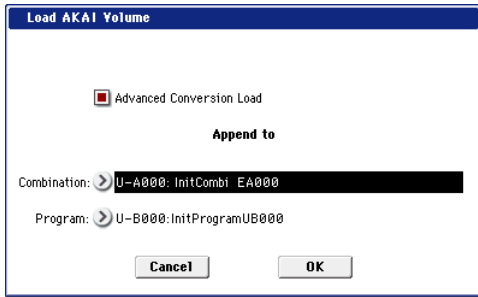 Load AKAI Volume
Advanced Conversion Load
Append to
Combination: U-A000: InitCombi EA000
Program: U-B000:InitProgramUB000
Cancel OK